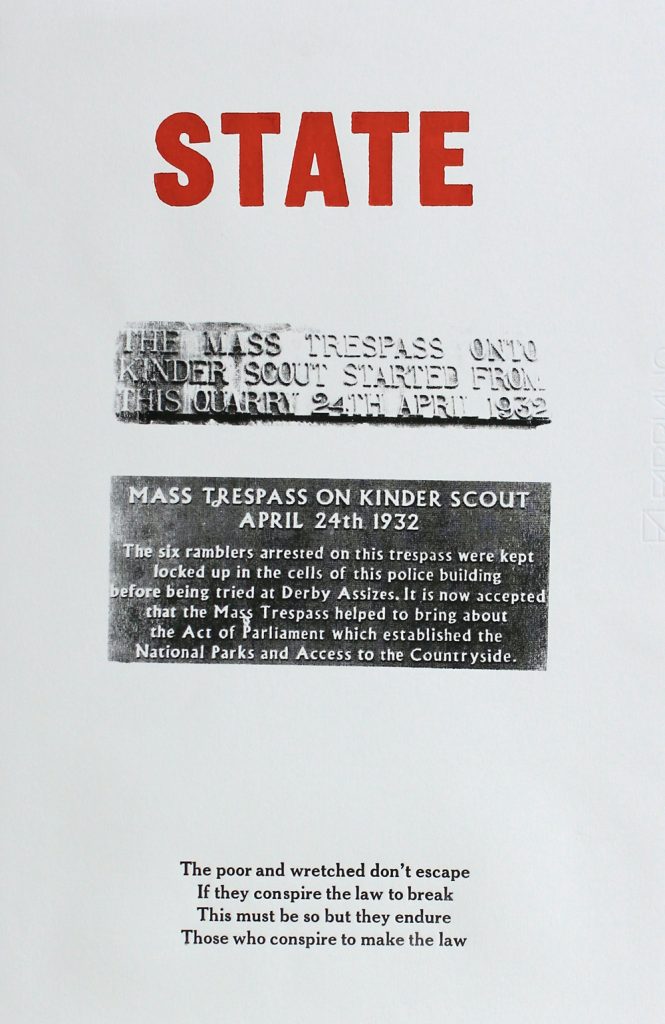 STATE
THE MASS TRESPASS ONTO
KINDER SCOUT STARTED FROM
THIS QUARRY 24TH APRIL 1932
MASS TRESPASS ON KINDER SCOUT
APRIL 24th 1932
The six ramblers arrested on this trespass were kept
locked up in the cells of this police building
before being tried at Derby Assizes. It is now accepted
that the Mass Trespass helped to bring about
the Act of Parliament which established the
National Parks and Access to the Countryside.
The poor and wretched don't escape
If they conspire the law to break
This must be so but they endure
Those who conspire to make the law